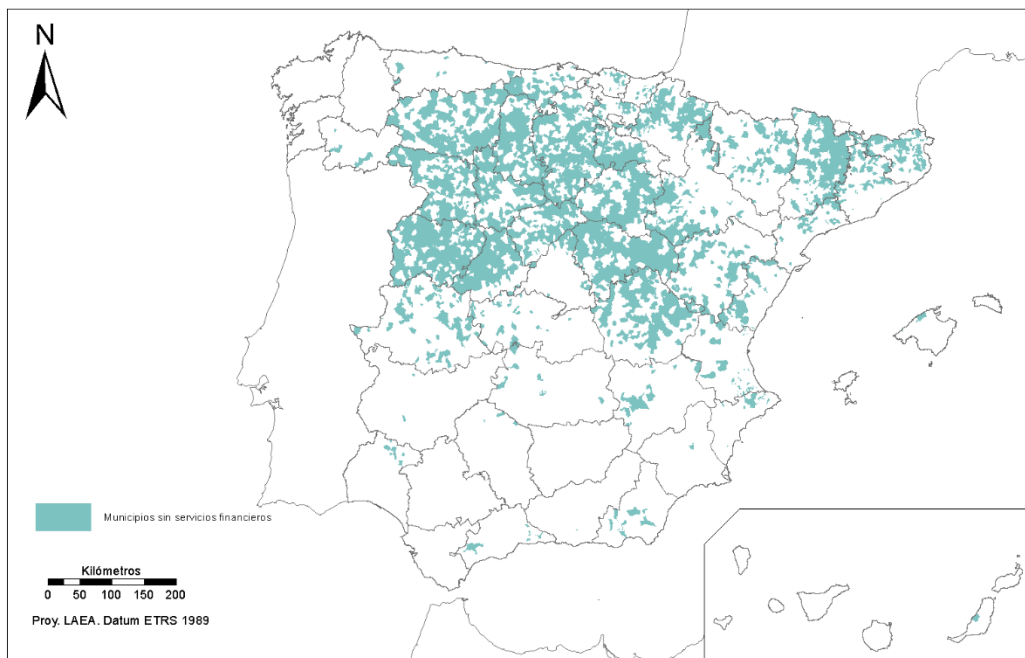 N
Municipios sin servicios financieros
Kilómetros
0 50 100 150 200
Proy. LAEA. Datum ETRS 1989